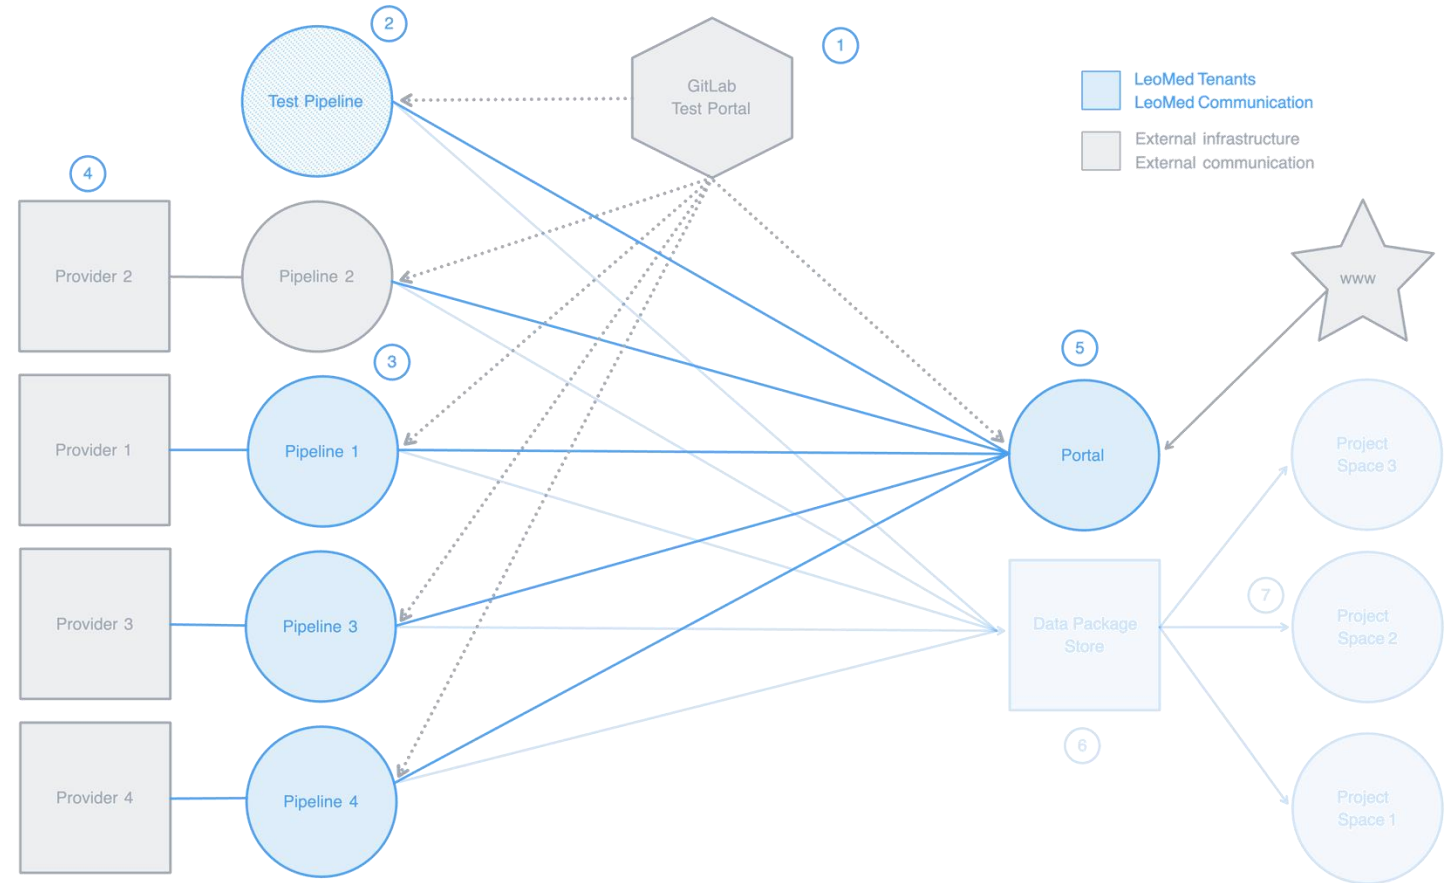 2
1
GitLab
Test Portal
Test Pipeline
LeoMed Tenants
LeoMed Communication
External infrastructure
External communication
4
Provider 2
Pipeline 2
www
3
5
Provider 1
Pipeline 1
Portal
Project
Space 3
Provider 3
Pipeline 3
Data Package
Store
7
Project
Space 2
6
Provider 4
Pipeline 4
Project
Space 1